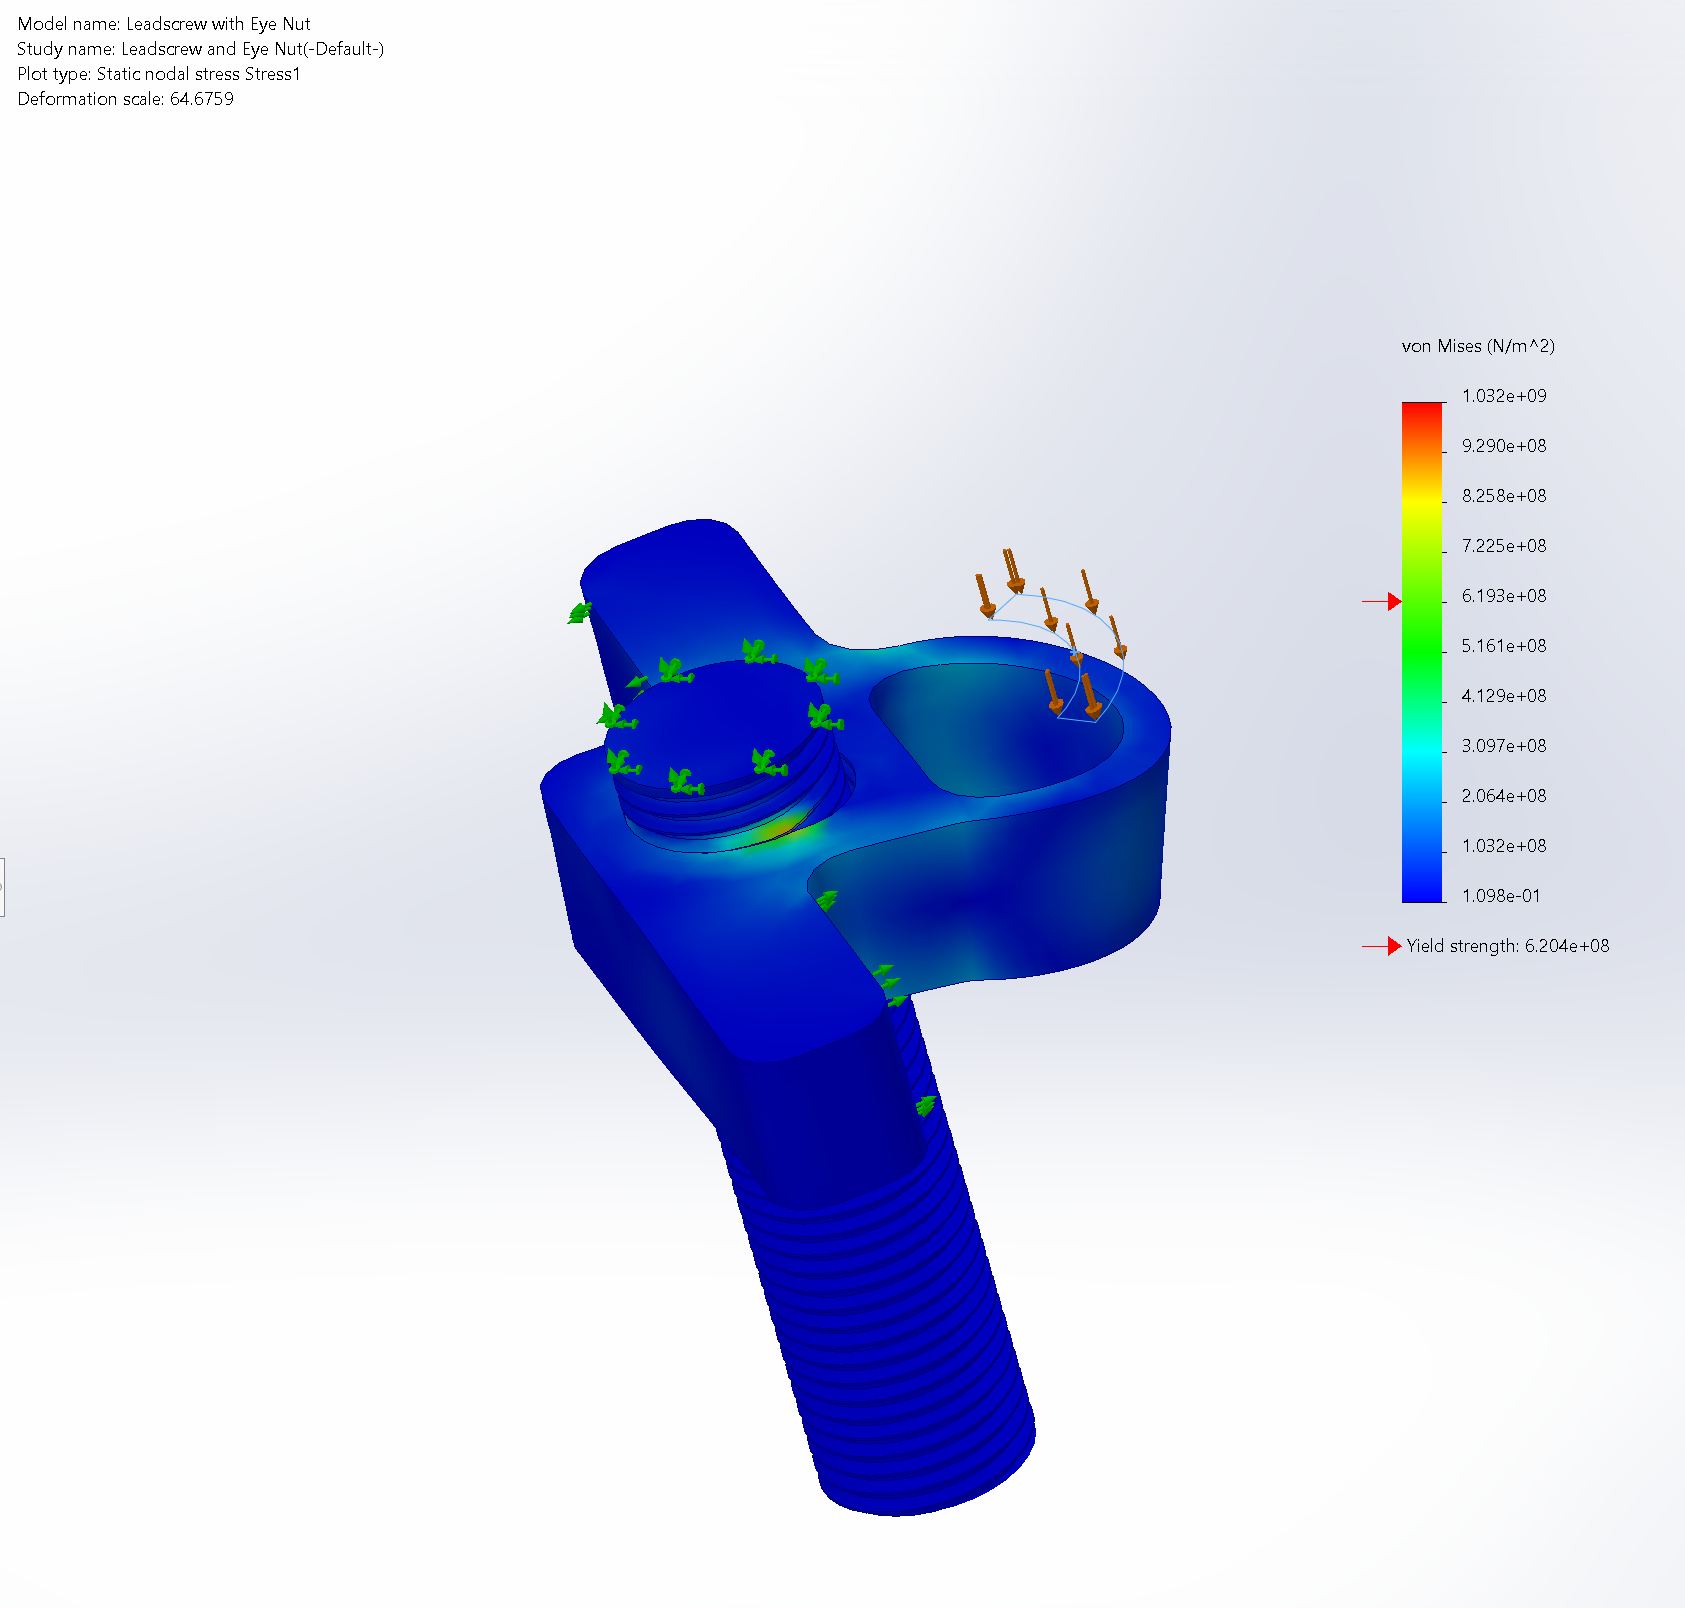 Model name: Leadscrew with Eye Nut
Study name: Leadscrew and Eye Nut(-Default-)
Plot type: Static nodal stress Stress1
Deformation scale: 64.6759
von Mises (N/m^2)
1.032e+09
9.290e+08
8.258e+08
7.225e+08
6.193e+08
5.161e+08
4.129e+08
3.097e+08
2.064e+08
1.032e+08
1.098e-01
Yield strength: 6.204e+08